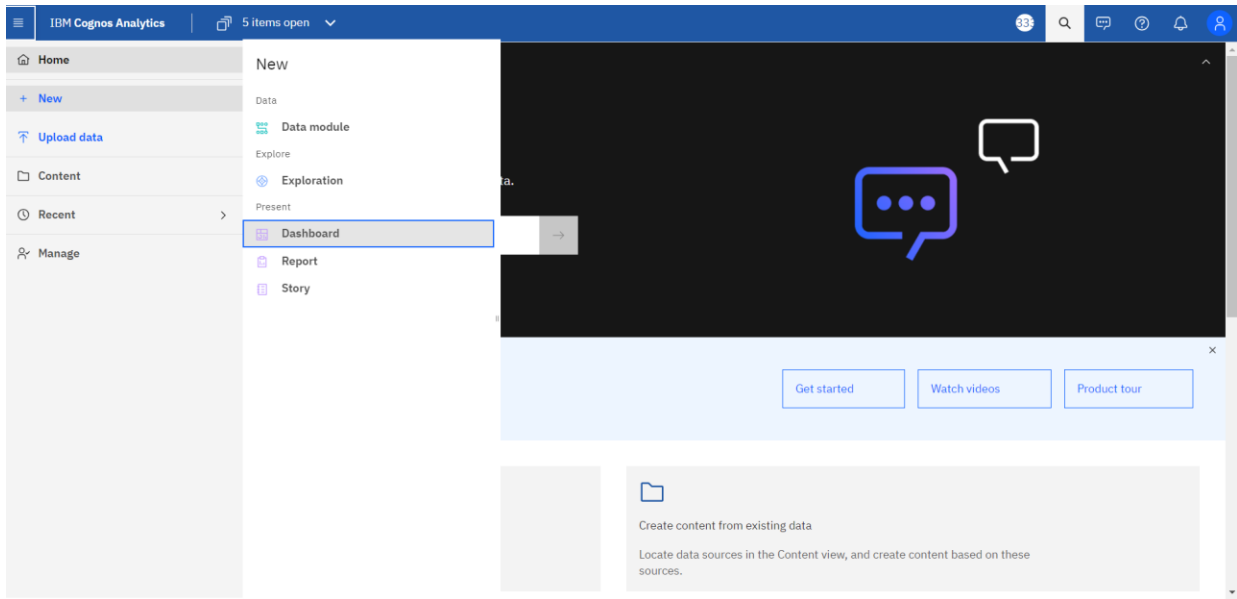 IBM Cognos Analytics
5 items open
Home
New
Upload data
Content
Recent
Manage
New
Data
Data module
Explore
Exploration
Present
Dashboard
Report
Story
ta.
Get started
Watch videos
Product tour
Create content from existing data
Locate data sources in the Content view, and create content based on these
sources.